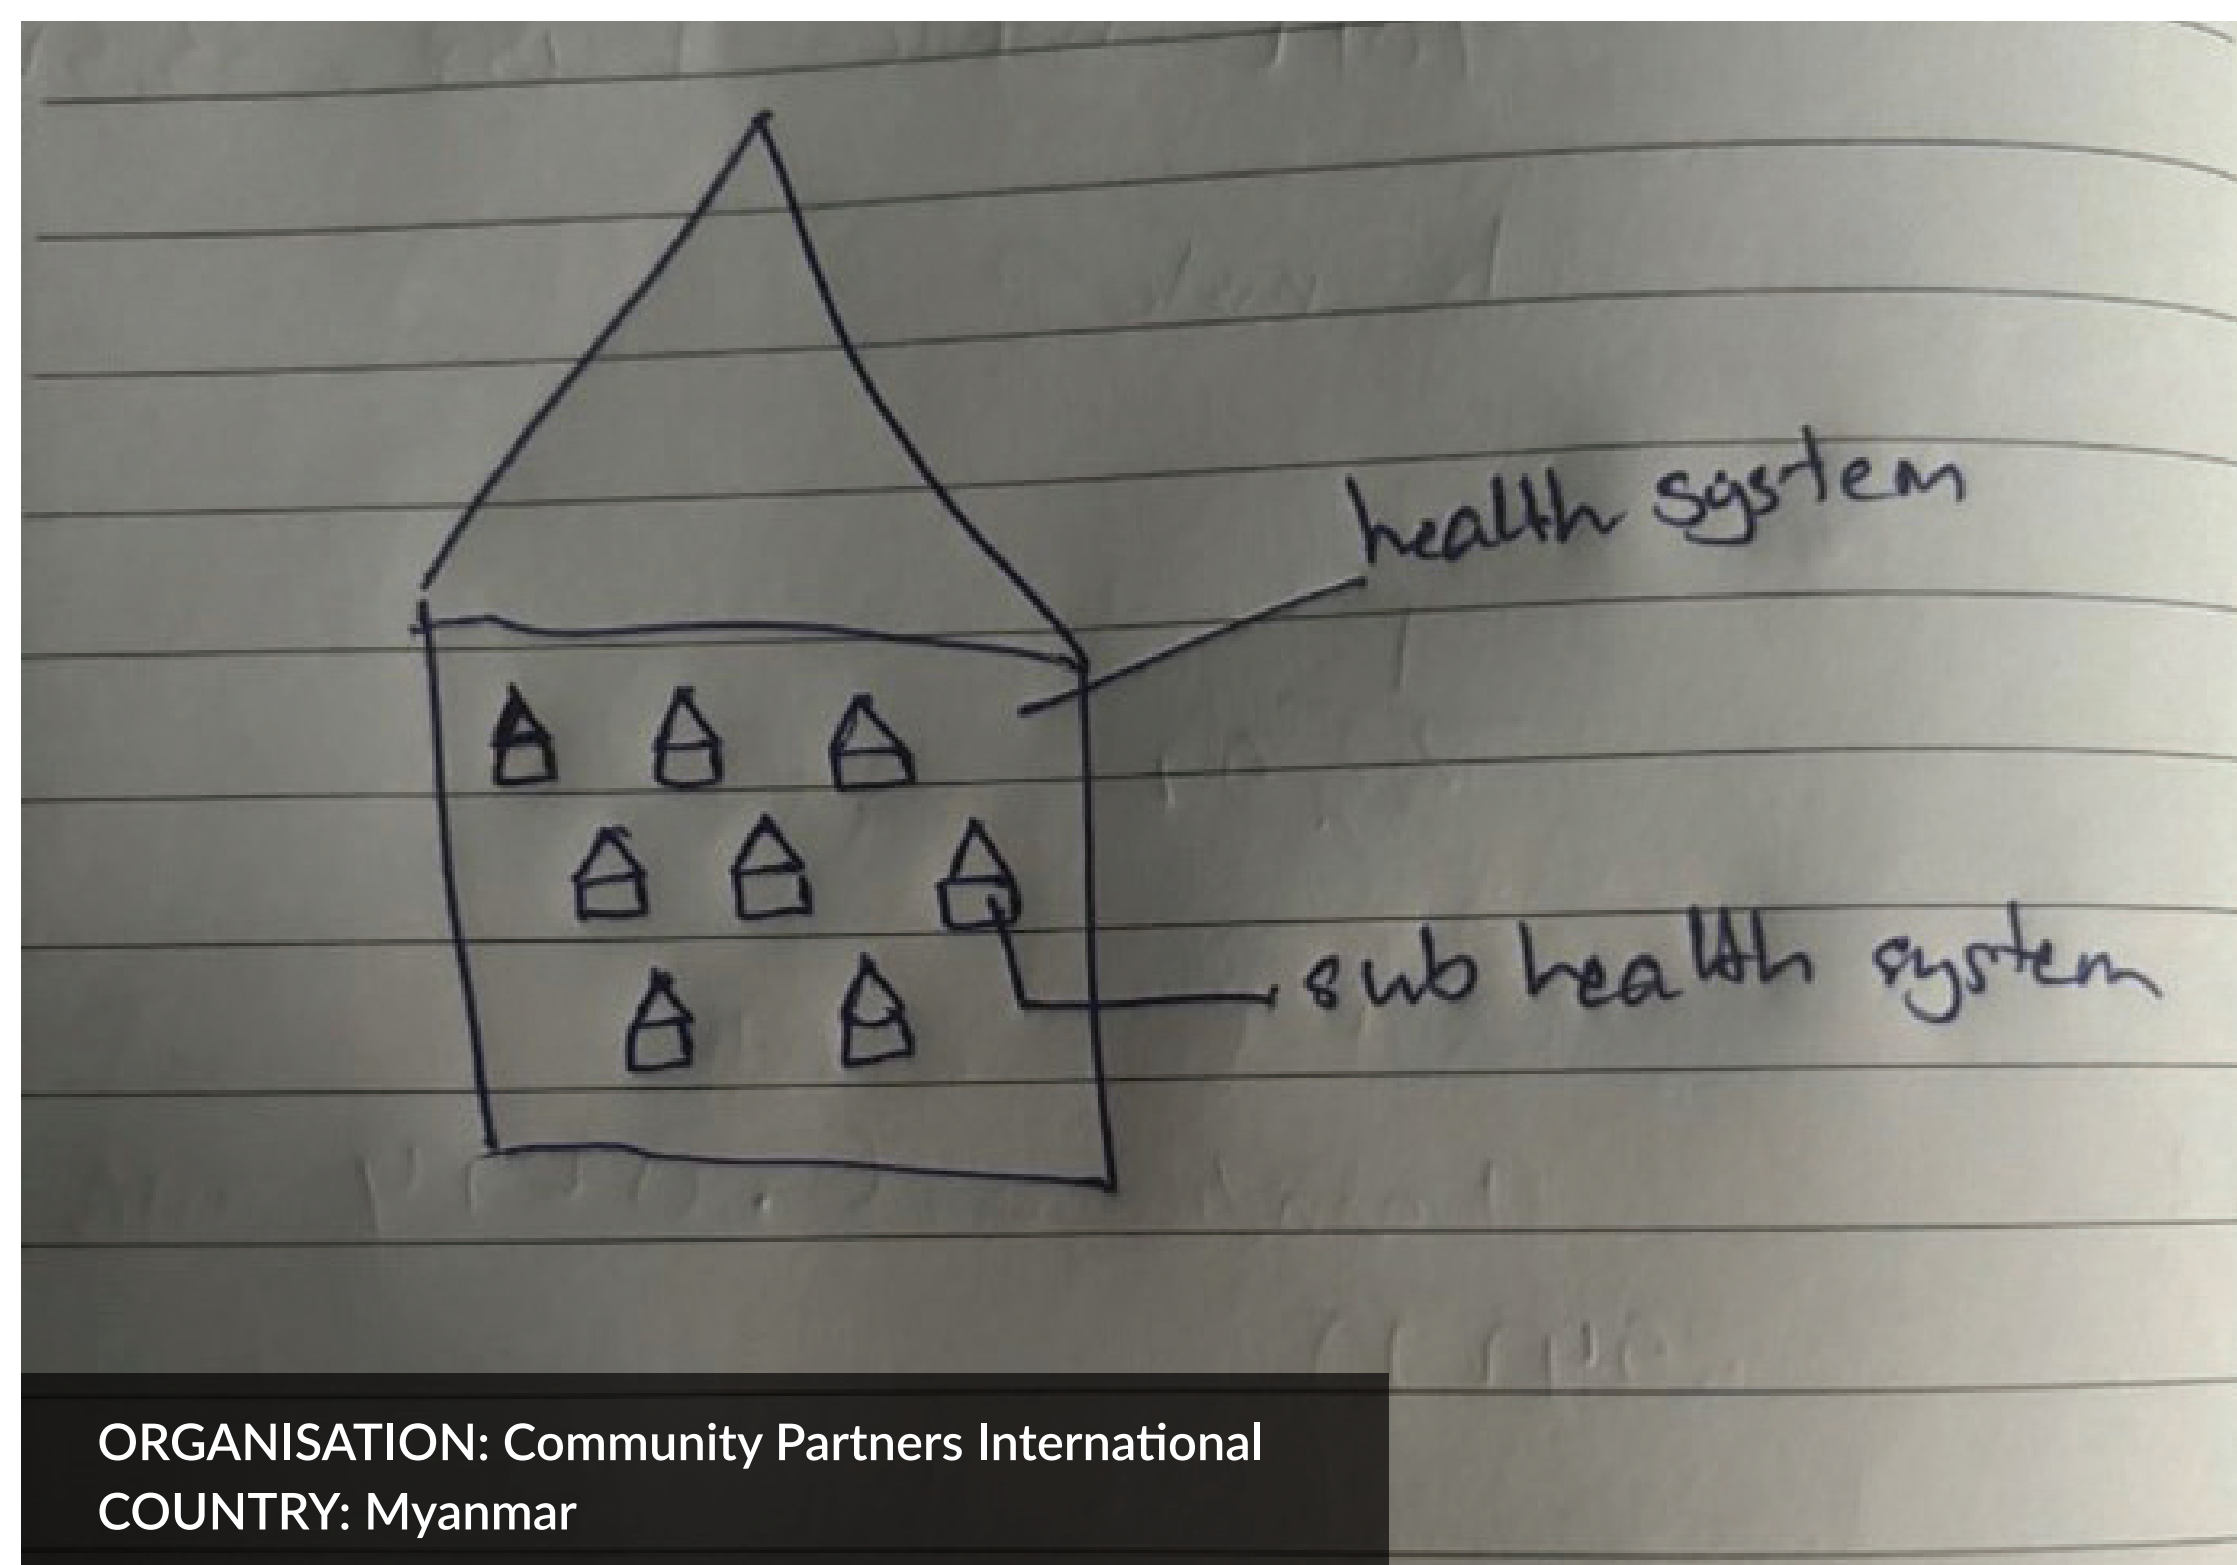 health system
sub health system
ORGANISATION: Community Partners International
COUNTRY: Myanmar